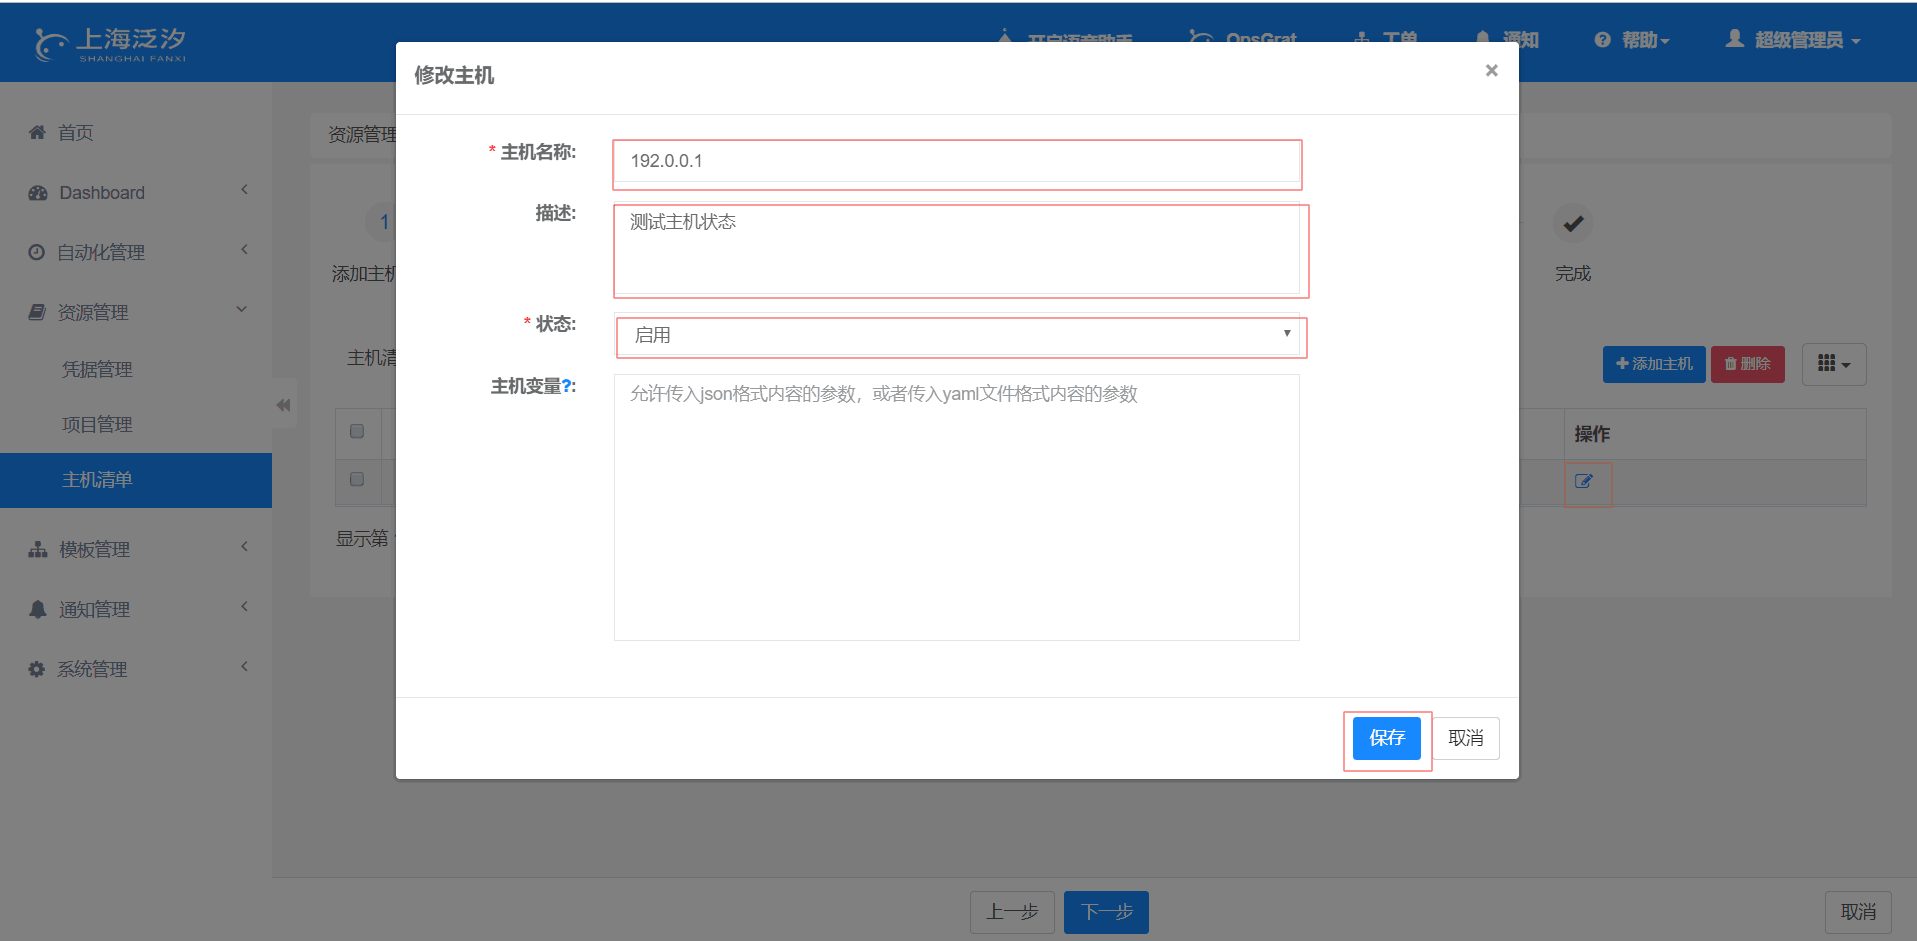 上海泛汐
SHANGHAI FANXI
开启语音助手
OpsGrat
工单
通知
帮助
超级管理员
修改主机
×
首页
Dashboard
自动化管理
资源管理
凭据管理
项目管理
主机清单
模板管理
通知管理
系统管理
资源管理
1
添加主机
完成
主机清
添加主机
删除
操作
显示第
* 主机名称:
192.0.0.1
描述:
测试主机状态
* 状态:
启用
主机变量?:
允许传入json格式内容的参数，或者传入yaml文件格式内容的参数
保存
取消
上一步
下一步
取消